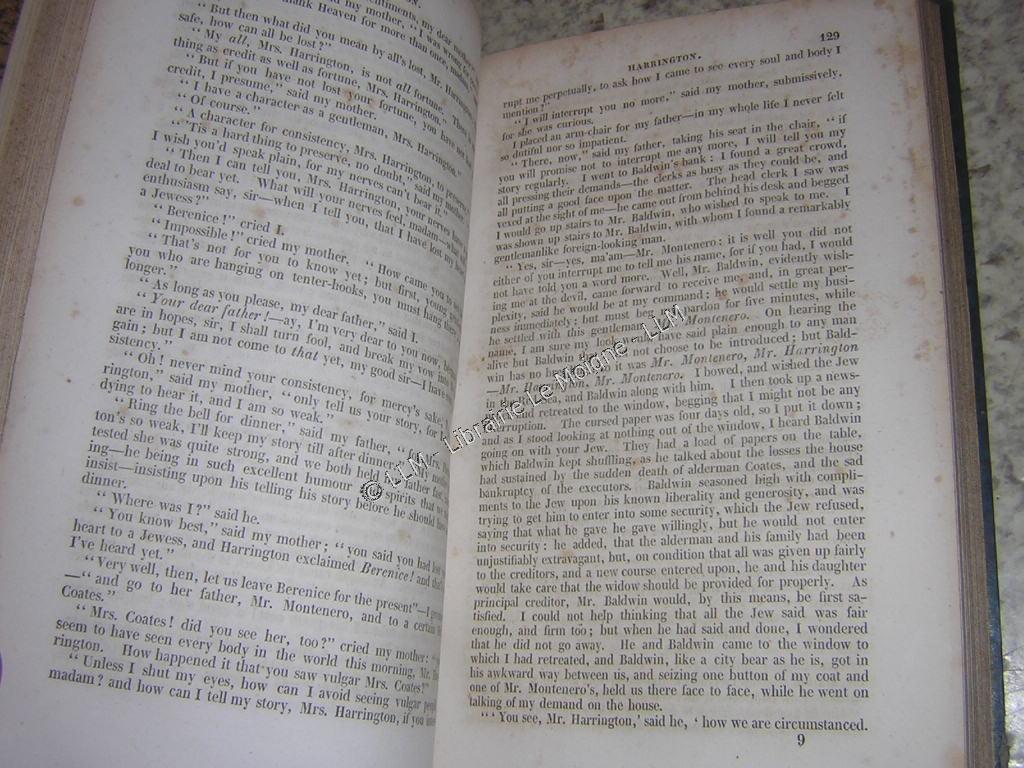 "But then what did you mean by all's lost, Mr. Harrington
safe, how can all be lost?"
"My all, Mrs. Harrington, is not all fortune. There
thing as credit as well as fortune, Mrs. Harrington."
"But if you have not lost your fortune, you have not
credit, I presume," said my mother.
"I have a character as a gentleman, Mrs. Harrington."
"Of course."
"A character for consistency, Mrs. Harrington, to preserve
"'Tis a hard thing to preserve, no doubt," said my mother.
I wish you'd speak plain, for my nerves can't bear it."
"Then I can tell you, Mrs. Harrington, your nerves have
deal to bear yet. What will your nerves feel, madam—
enthusiasm say, sir—when I tell you, that I have lost my
a Jewess?"
"Berenice!" cried I.
"Impossible!" cried my mother. "How came you to
"That's not for you to know yet; but first, young
you who are hanging on tenter-hooks, you must hang there
longer."
"As long as you please, my dear father," said I.
"Your dear father!—ay, I'm very dear to you now,
are in hopes, sir, I shall turn fool, and break my vow
gain; but I am not come to that yet, my good sir—I have
sistency."
"Oh! never mind your consistency, for mercy's sake,
rington," said my mother, "only tell us your story, for I
dying to hear it, and I am so weak."
"Ring the bell for dinner," said my father, "for Mrs.
ton's so weak, I'll keep my story till after dinner." My mother
tested she was quite strong, and we both held my father fast,
ing—he being in such excellent humour and spirits that we
insist—insisting upon his telling his story before he should have
dinner.
"Where was I?" said he.
"You know best," said my mother; "you said you had lost
heart to a Jewess, and Harrington exclaimed Berenice! and that's
I've heard yet."
"Very well, then, let us leave Berenice for the present"—I
—"and go to her father, Mr. Montenero, and to a certain
Coates."
"Mrs. Coates! did you see her, too?" cried my mother:
seem to have seen every body in the world this morning, Mr.
rington. How happened it that you saw vulgar Mrs. Coates!"
"Unless I shut my eyes, how can I avoid seeing vulgar people
madam? and how can I tell my story, Mrs. Harrington, if you
HARRINGTON. 129
rupt me perpetually, to ask how I came to see every soul and body I
mention?"
"I will interrupt you no more," said my mother, submissively,
for she was curious.
I placed an arm-chair for my father—in my whole life I never felt
so dutiful nor so impatient.
"There, now," said my father, taking his seat in the chair, "if
you will promise not to interrupt me any more, I will tell you my
story regularly. I went to Baldwin's bank: I found a great crowd,
all pressing their demands—the clerks as busy as they could be, and
all putting a good face upon the matter. The head clerk I saw was
vexed at the sight of me—he came out from behind his desk and begged
I would go up stairs to Mr. Baldwin, who wished to speak to me. I
was shown up stairs to Mr. Baldwin, with whom I found a remarkably
gentlemanlike foreign-looking man.
"Yes, sir—yes, ma'am—Mr. Montenero: it is well you did not
either of you interrupt me to tell me his name, for if you had, I would
not have told you a word more. Well, Mr. Baldwin, evidently wish-
ing me at the devil, came forward to receive me, and, in great per-
plexity, said he would be at my command; he would settle my busi-
ness immediately; but must beg my pardon for five minutes, while
he settled with this gentleman, Mr. Montenero. On hearing the
name, I am sure my look would have said plain enough to any man
alive but Baldwin that I did not choose to be introduced; but Bald-
win has no breeding: so it was Mr. Montenero, Mr. Harrington
—Mr. Harrington, Mr. Montenero. I bowed, and wished the Jew
in the Red Sea, and Baldwin along with him. I then took up a news-
paper and retreated to the window, begging that I might not be any
interruption. The cursed paper was four days old, so I put it down;
and as I stood looking at nothing out of the window, I heard Baldwin
going on with your Jew. They had a load of papers on the table,
which Baldwin kept shuffling, as he talked about the losses the house
had sustained by the sudden death of alderman Coates, and the sad
bankruptcy of the executors. Baldwin seasoned high with compli-
ments to the Jew upon his known liberality and generosity, and was
trying to get him to enter into some security, which the Jew refused,
saying that what he gave he gave willingly, but he would not enter
into security: he added, that the alderman and his family had been
unjustifiably extravagant, but, on condition that all was given up fairly
to the creditors, and a new course entered upon, he and his daughter
would take care that the widow should be provided for properly. As
principal creditor, Mr. Baldwin would, by this means, be first sa-
tisfied. I could not help thinking that all the Jew said was fair
enough, and firm too; but when he had said and done, I wondered
that he did not go away. He and Baldwin came to the window to
which I had retreated, and Baldwin, like a city bear as he is, got in
his awkward way between us, and seizing one button of my coat and
one of Mr. Montenero's, held us there face to face, while he went on
talking of my demand on the house.
"'You see, Mr. Harrington,' said he, 'how we are circumstanced.
9
© LLM - Librairie Le Molone - LLM